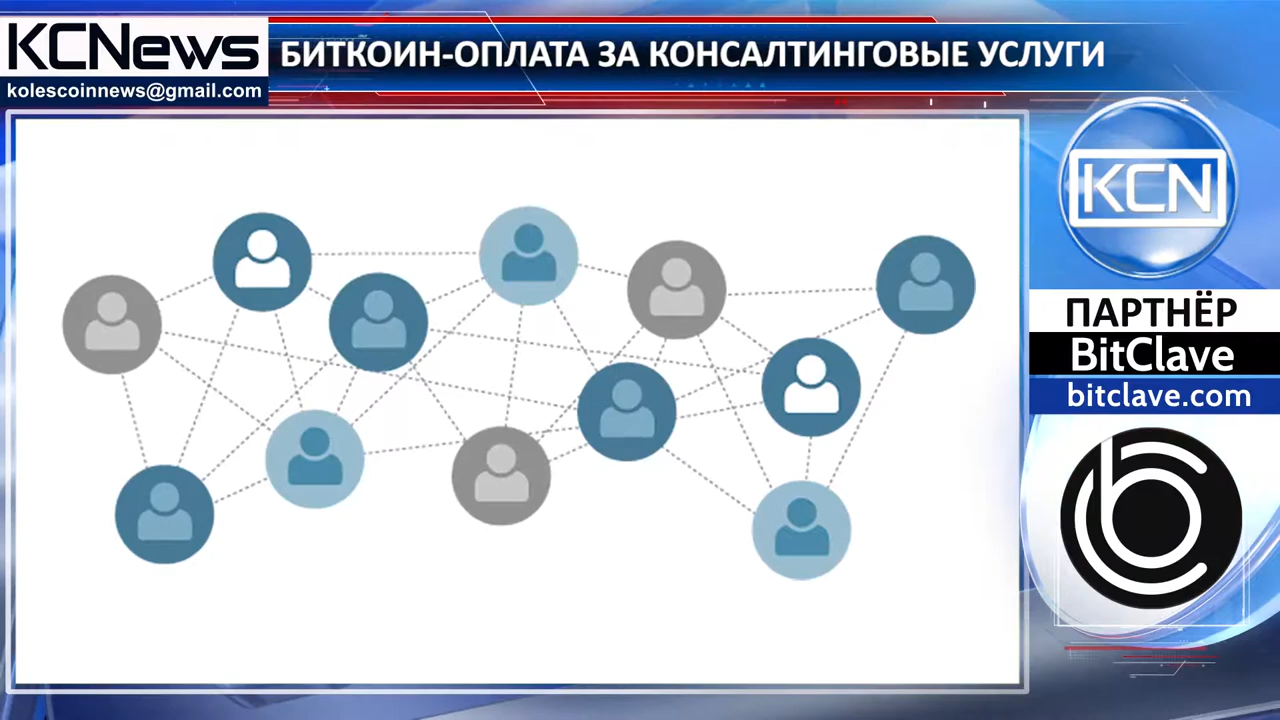 KCNews
kolescoinnews@gmail.com
БИТКОИН-ОПЛАТА ЗА КОНСАЛТИНГОВЫЕ УСЛУГИ
KCN
ПАРТНЁР
BitClave
bitclave.com